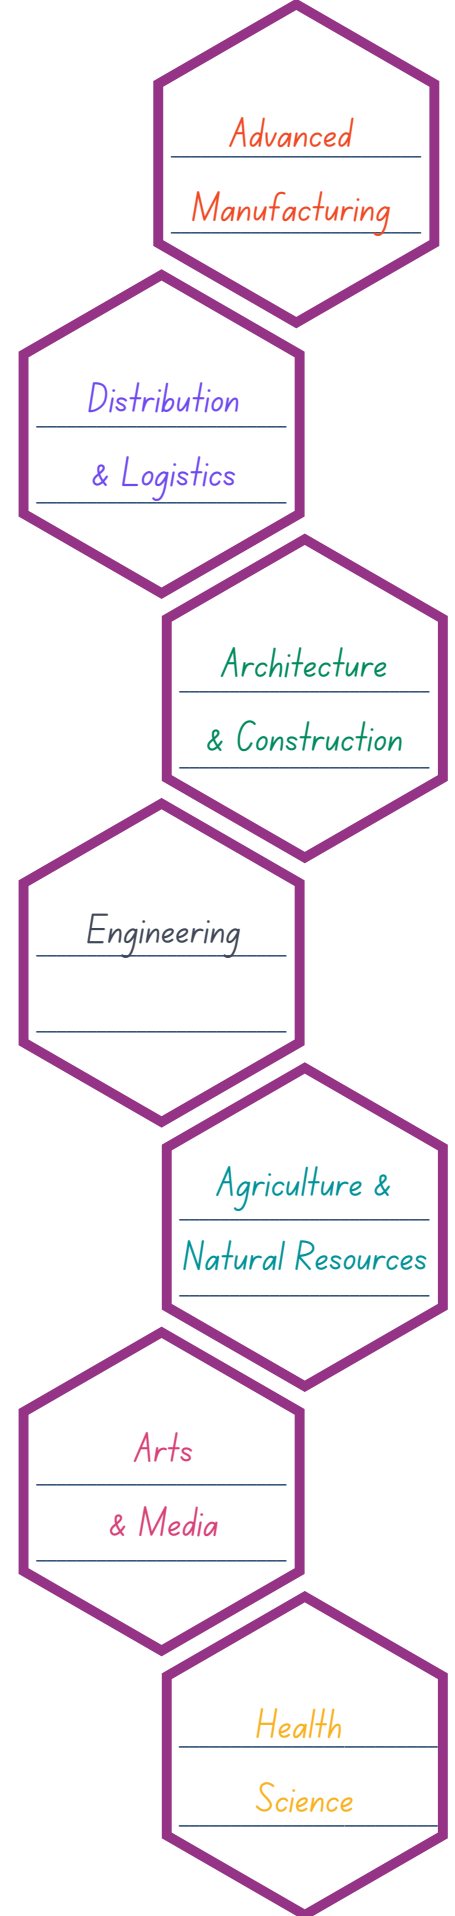 Advanced
Manufacturing
Distribution
& Logistics
Architecture
& Construction
Engineering
Agriculture &
Natural Resources
Arts
& Media
Health
Science